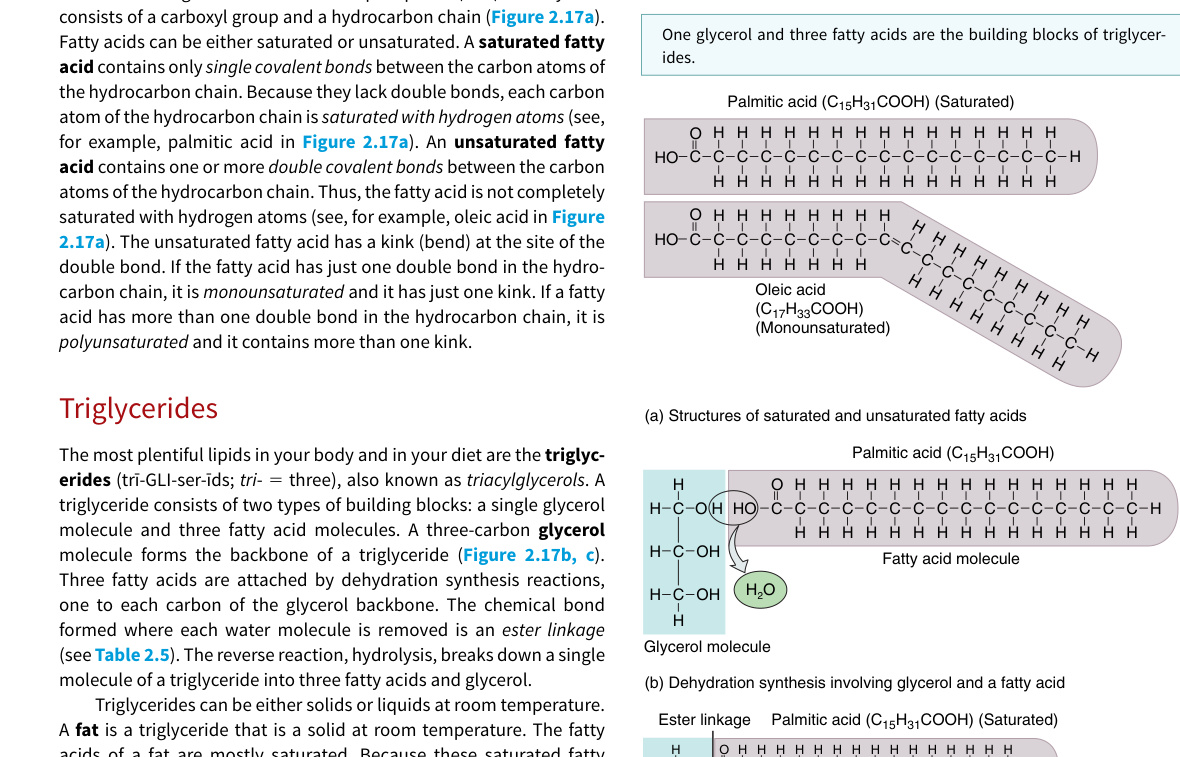 consists of a carboxyl group and a hydrocarbon chain (Figure 2.17a).
Fatty acids can be either saturated or unsaturated. A saturated fatty
acid contains only single covalent bonds between the carbon atoms of
the hydrocarbon chain. Because they lack double bonds, each carbon
atom of the hydrocarbon chain is saturated with hydrogen atoms (see,
for example, palmitic acid in Figure 2.17a). An unsaturated fatty
acid contains one or more double covalent bonds between the carbon
atoms of the hydrocarbon chain. Thus, the fatty acid is not completely
saturated with hydrogen atoms (see, for example, oleic acid in Figure
2.17a). The unsaturated fatty acid has a kink (bend) at the site of the
double bond. If the fatty acid has just one double bond in the hydro-
carbon chain, it is monounsaturated and it has just one kink. If a fatty
acid has more than one double bond in the hydrocarbon chain, it is
polyunsaturated and it contains more than one kink.
Triglycerides
The most plentiful lipids in your body and in your diet are the triglyc-
erides (trī-GLI-ser-īds; tri- = three), also known as triacylglycerols. A
triglyceride consists of two types of building blocks: a single glycerol
molecule and three fatty acid molecules. A three-carbon glycerol
molecule forms the backbone of a triglyceride (Figure 2.17b, c).
Three fatty acids are attached by dehydration synthesis reactions,
one to each carbon of the glycerol backbone. The chemical bond
formed where each water molecule is removed is an ester linkage
(see Table 2.5). The reverse reaction, hydrolysis, breaks down a single
molecule of a triglyceride into three fatty acids and glycerol.
Triglycerides can be either solids or liquids at room temperature.
A fat is a triglyceride that is a solid at room temperature. The fatty
acids of a fat are mostly saturated. Because these saturated fatty
One glycerol and three fatty acids are the building blocks of triglycer-
ides.
Palmitic acid (C15H31COOH) (Saturated)
O H H H H H H H H H H H H H H H
HO–C–C–C–C–C–C–C–C–C–C–C–C–C–C–C–C–H
H H H H H H H H H H H H H H H
O H H H H H H H H
HO–C–C–C–C–C–C–C–C–C=C–C–C–C–C–C–C–C–C–H
H H H H H H H
H H H H H H H H H
H H H H H H H H
Oleic acid
(C17H33COOH)
(Monounsaturated)
(a) Structures of saturated and unsaturated fatty acids
Palmitic acid (C15H31COOH)
H O H H H H H H H H H H H H H H H
H–C–OH HO–C–C–C–C–C–C–C–C–C–C–C–C–C–C–C–C–H
H H H H H H H H H H H H H H H
H–C–OH
Fatty acid molecule
H–C–OH
H2O
H
Glycerol molecule
(b) Dehydration synthesis involving glycerol and a fatty acid
Ester linkage Palmitic acid (C15H31COOH) (Saturated)
H O H H H H H H H H H H H H H H H